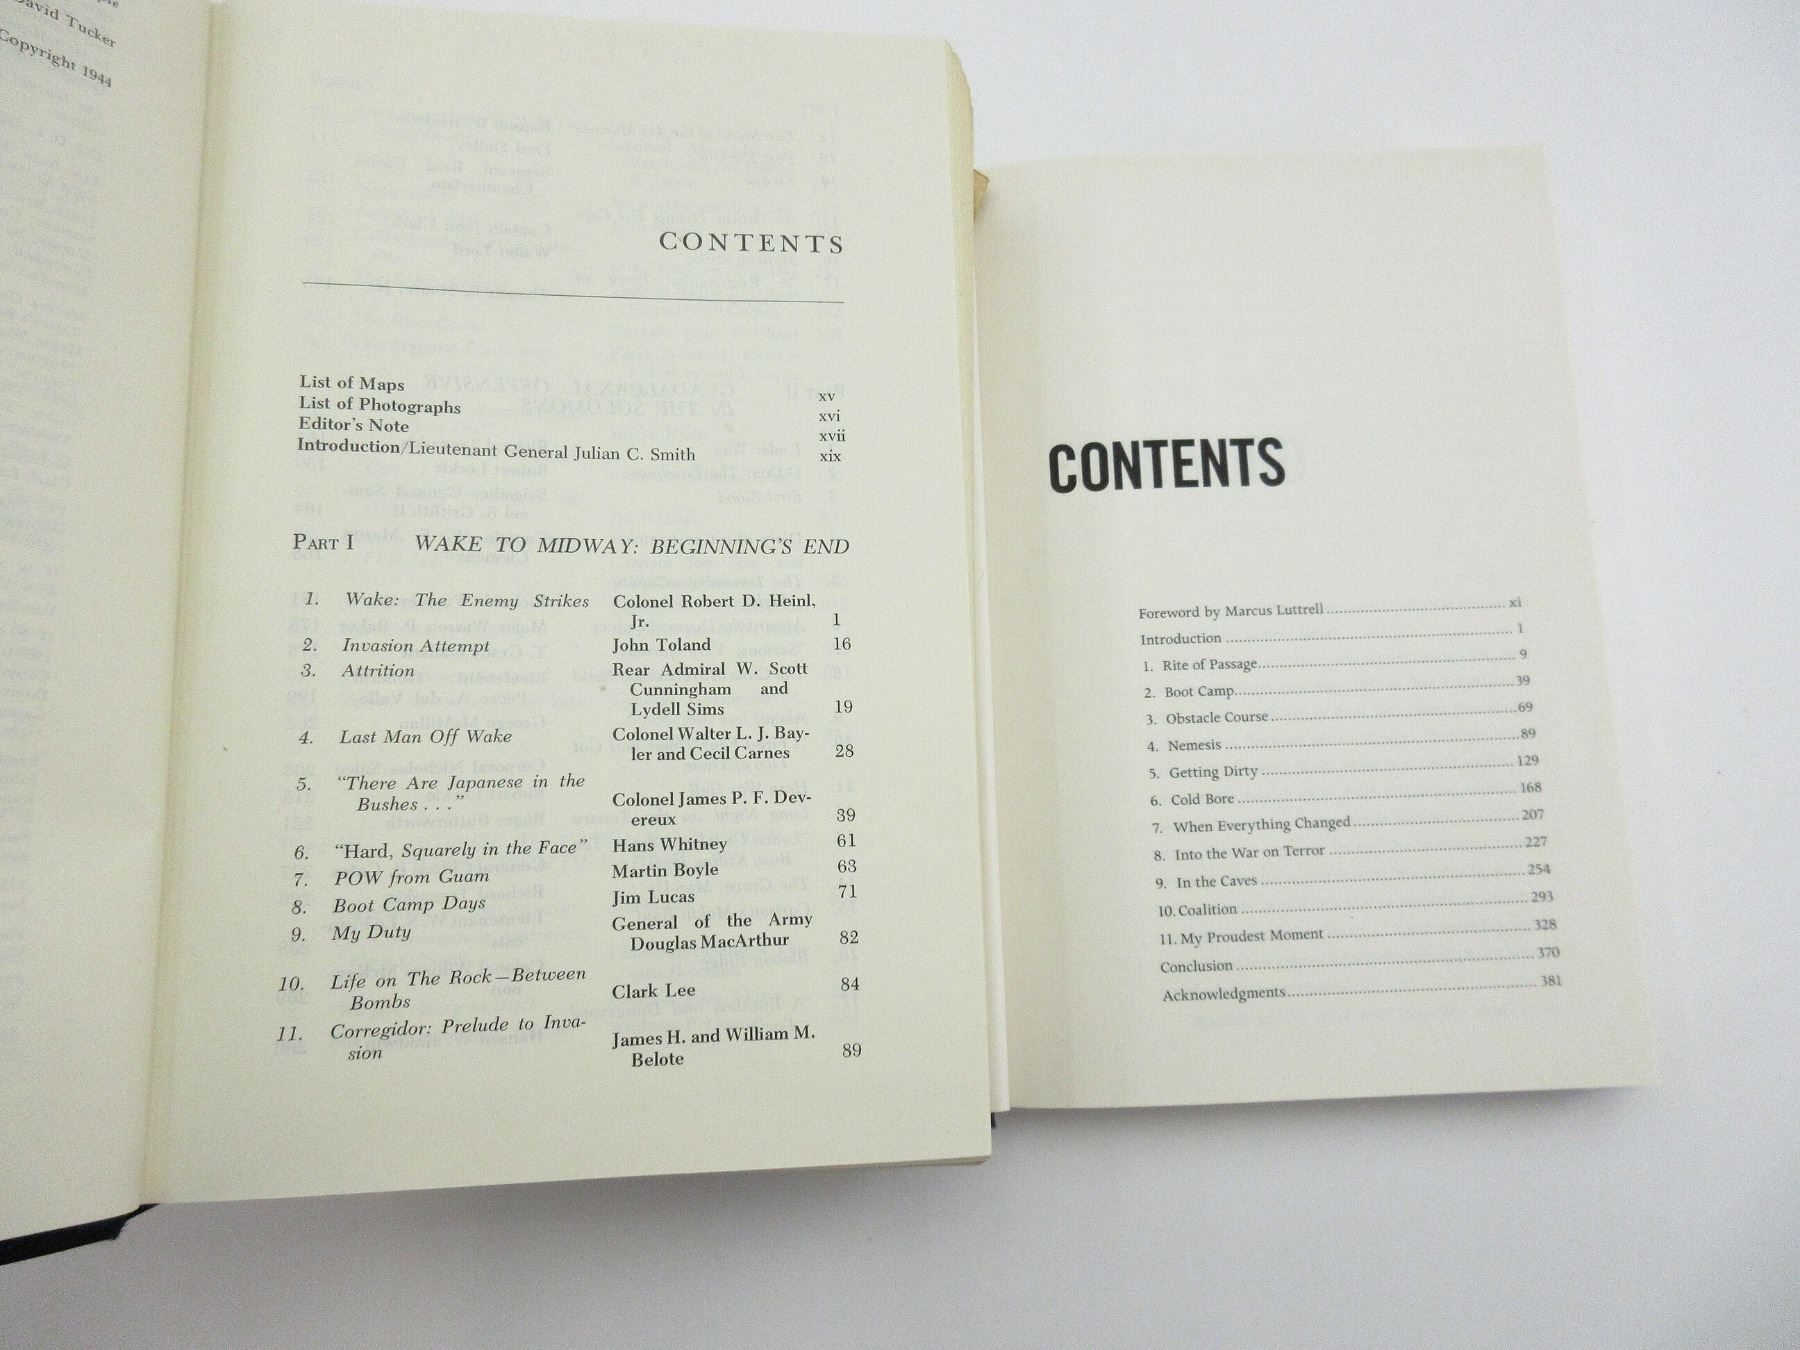 David Tucker
Copyright 1944
CONTENTS
List of Maps xv
List of Photographs xvi
Editor's Note xvii
Introduction/Lieutenant General Julian C. Smith xix
PART I WAKE TO MIDWAY: BEGINNING'S END
1. Wake: The Enemy Strikes Colonel Robert D. Heinl,
Jr. 1
2. Invasion Attempt John Toland 16
3. Attrition Rear Admiral W. Scott
Cunningham and
Lydell Sims 19
4. Last Man Off Wake Colonel Walter L. J. Bay-
ler and Cecil Carnes 28
5. "There Are Japanese in the
Bushes . . ." Colonel James P. F. Dev-
ereux 39
6. "Hard, Squarely in the Face" Hans Whitney 61
7. POW from Guam Martin Boyle 63
8. Boot Camp Days Jim Lucas 71
9. My Duty General of the Army
Douglas MacArthur 82
10. Life on The Rock—Between
Bombs Clark Lee 84
11. Corregidor: Prelude to Inva-
sion James H. and William M.
Belote 89
CONTENTS
Foreword by Marcus Luttrell xi
Introduction 1
1. Rite of Passage 9
2. Boot Camp 39
3. Obstacle Course 69
4. Nemesis 89
5. Getting Dirty 129
6. Cold Bore 168
7. When Everything Changed 207
8. Into the War on Terror 227
9. In the Caves 254
10. Coalition 293
11. My Proudest Moment 328
Conclusion 370
Acknowledgments 381